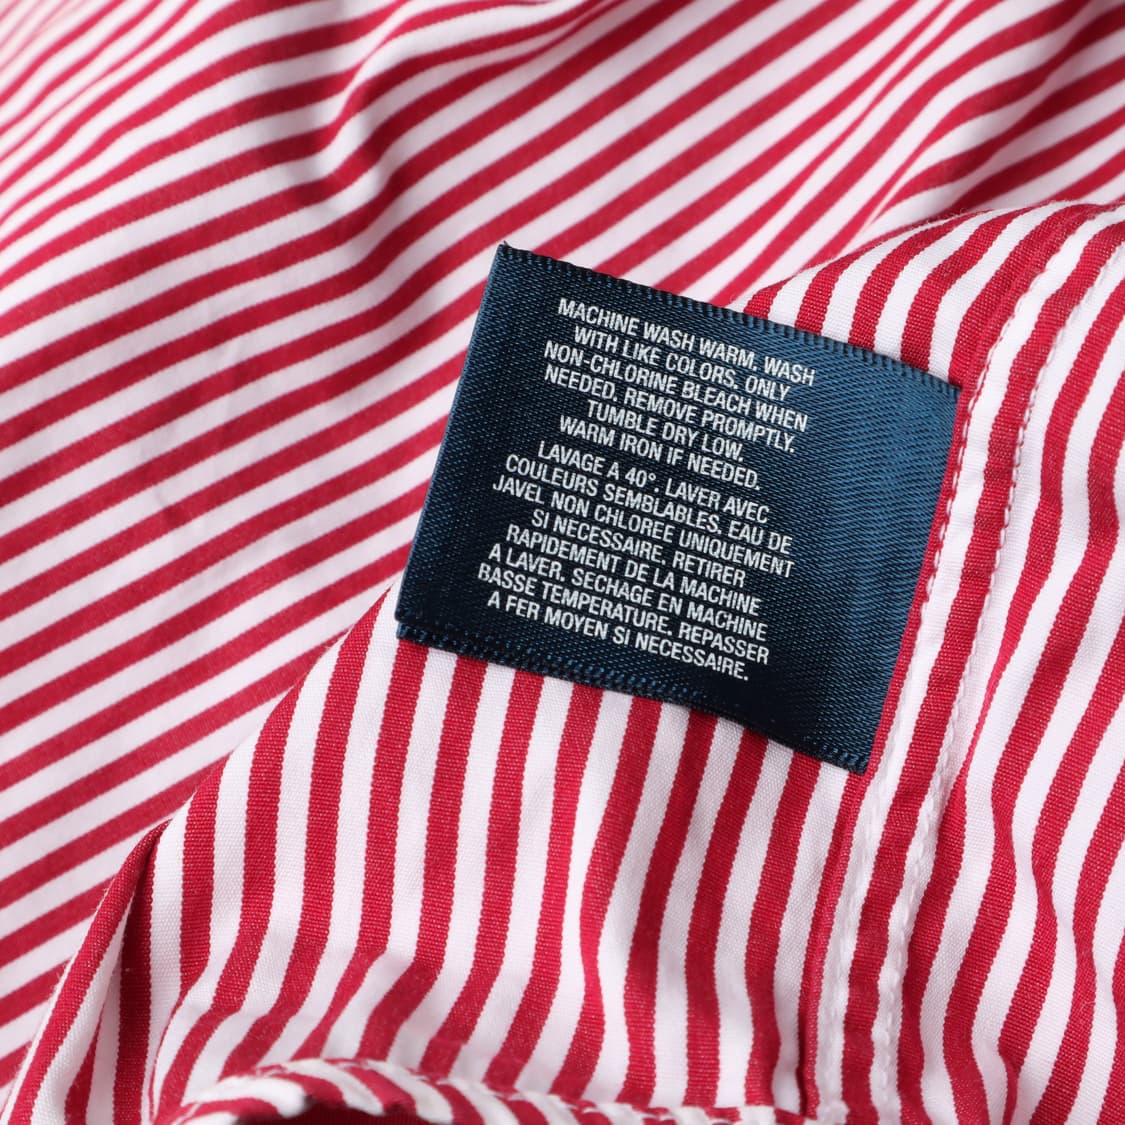 MACHINE WASH WARM. WASH
WITH LIKE COLORS. ONLY
NON-CHLORINE BLEACH WHEN
NEEDED. REMOVE PROMPTLY.
TUMBLE DRY LOW.
WARM IRON IF NEEDED.
LAVAGE A 40°. LAVER AVEC
COULEURS SEMBLABLES. EAU DE
JAVEL NON CHLOREE UNIQUEMENT
SI NECESSAIRE. RETIRER
RAPIDEMENT DE LA MACHINE
A LAVER. SECHAGE EN MACHINE
BASSE TEMPERATURE. REPASSER
A FER MOYEN SI NECESSAIRE.